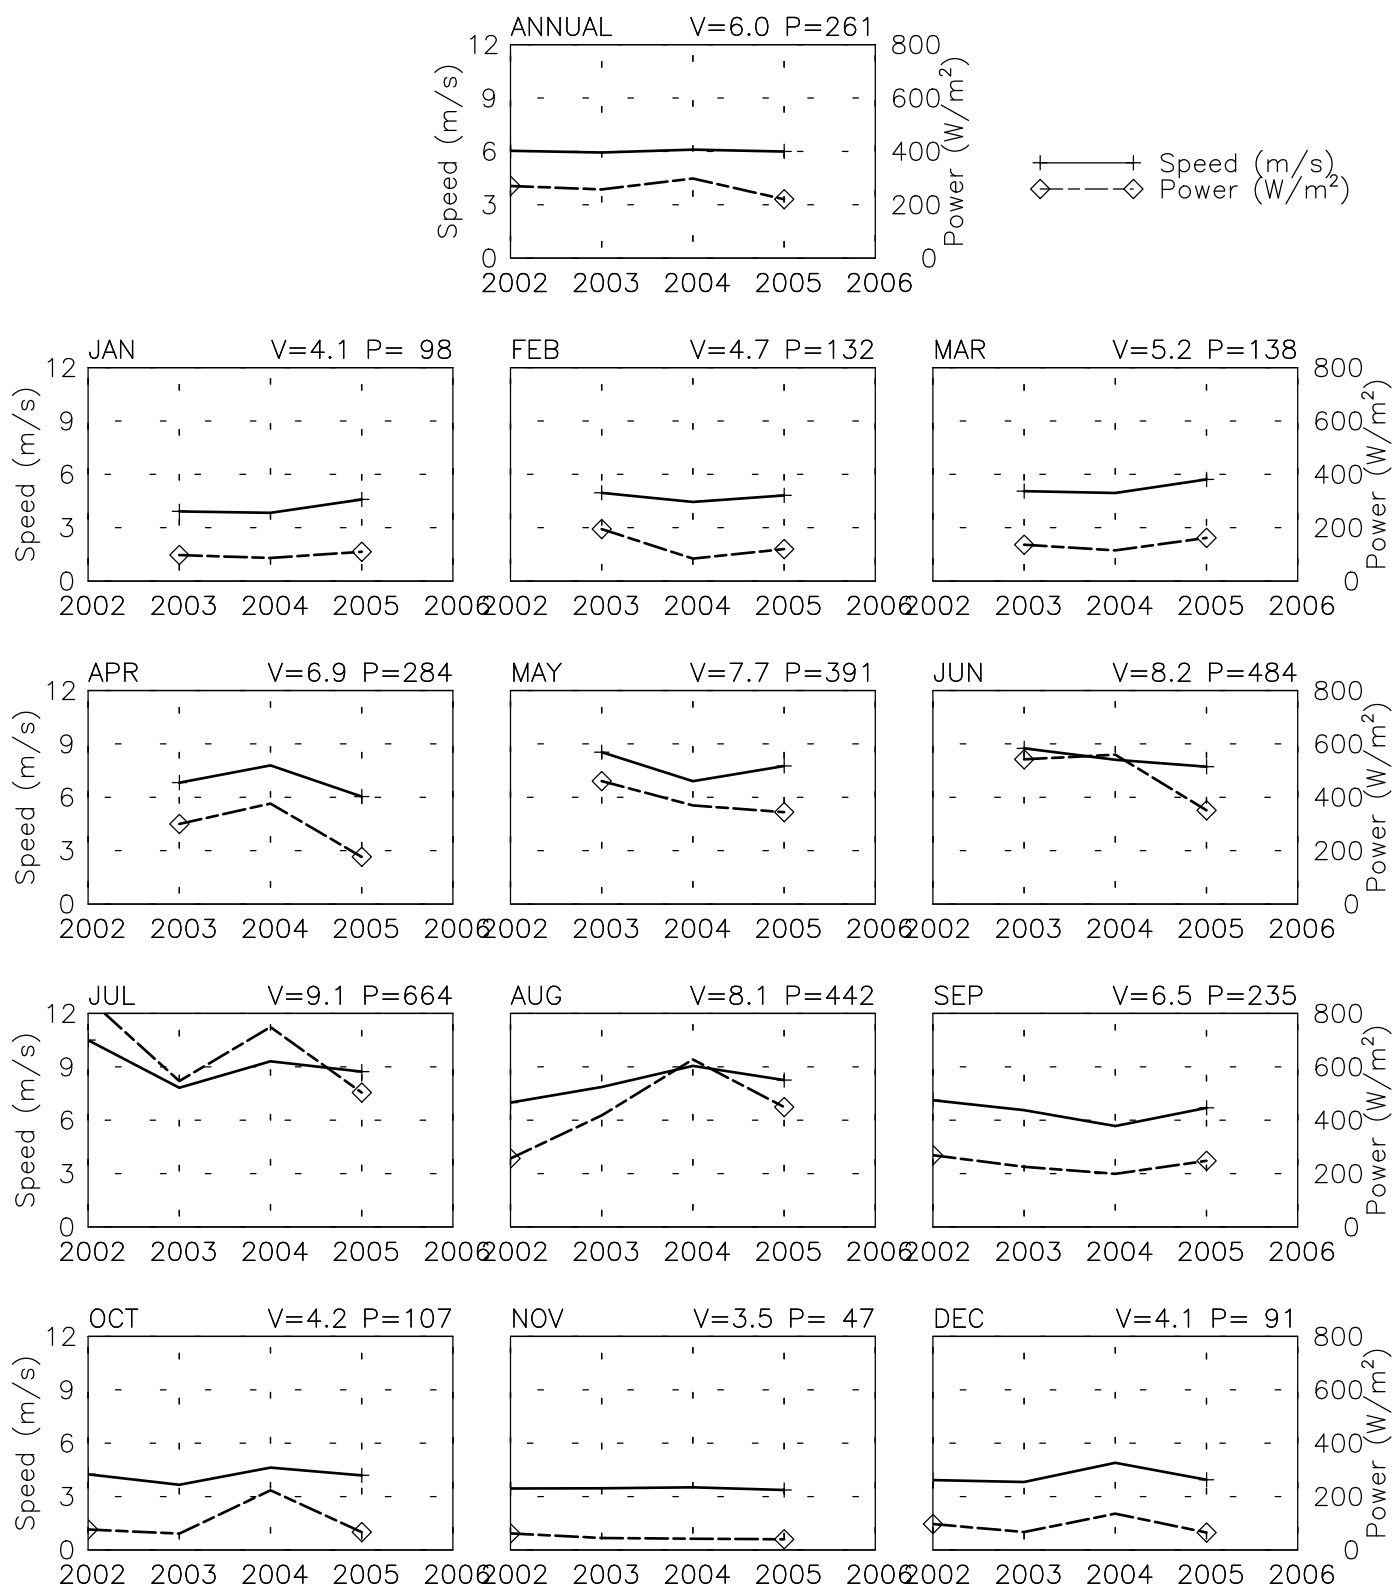 ANNUAL V=6.0 P=261
12 800
9 600
6 400
3 200
0 0
Speed (m/s)
Power (W/m²)
2002 2003 2004 2005 2006
Speed (m/s)
Power (W/m²)
JAN V=4.1 P= 98
FEB V=4.7 P=132
MAR V=5.2 P=138
12 800
9 600
6 400
3 200
0 0
Speed (m/s)
Power (W/m²)
2002 2003 2004 2005 2006 2002 2003 2004 2005 2006 2002 2003 2004 2005 2006
APR V=6.9 P=284
MAY V=7.7 P=391
JUN V=8.2 P=484
12 800
9 600
6 400
3 200
0 0
Speed (m/s)
Power (W/m²)
2002 2003 2004 2005 2006 2002 2003 2004 2005 2006 2002 2003 2004 2005 2006
JUL V=9.1 P=664
AUG V=8.1 P=442
SEP V=6.5 P=235
12 800
9 600
6 400
3 200
0 0
Speed (m/s)
Power (W/m²)
2002 2003 2004 2005 2006 2002 2003 2004 2005 2006 2002 2003 2004 2005 2006
OCT V=4.2 P=107
NOV V=3.5 P= 47
DEC V=4.1 P= 91
12 800
9 600
6 400
3 200
0 0
Speed (m/s)
Power (W/m²)
2002 2003 2004 2005 2006 2002 2003 2004 2005 2006 2002 2003 2004 2005 2006